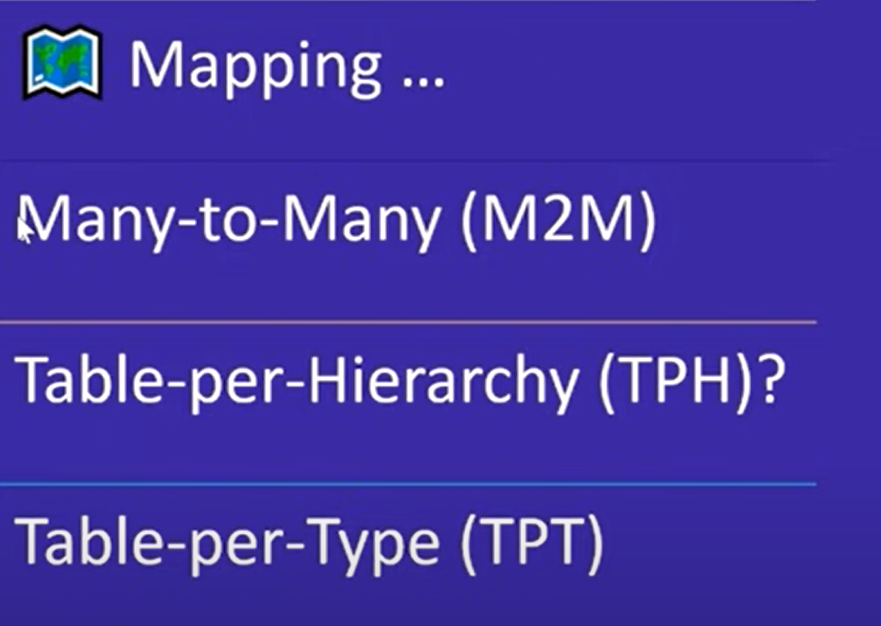 Mapping ...
Many-to-Many (M2M)
Table-per-Hierarchy (TPH)?
Table-per-Type (TPT)